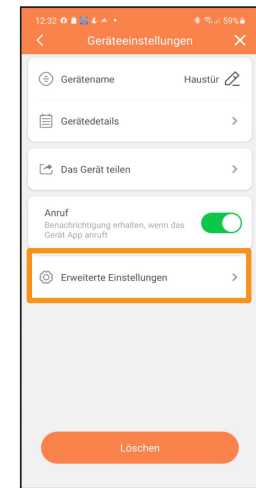 12:32
59%
Geräteeinstellungen
Gerätename Haustür
Gerätedetails
Das Gerät teilen
Anruf
Benachrichtigung erhalten, wenn das
Gerät App anruft
Erweiterte Einstellungen
Löschen